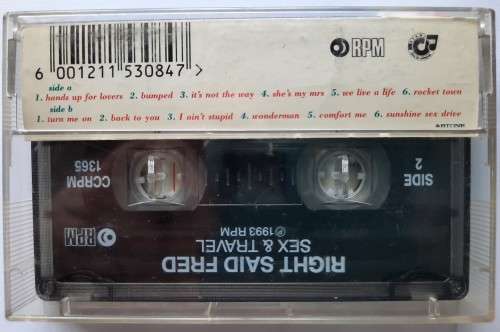 RPM
6 001211 530847 >
side a
1. hands up for lovers 2. bumped 3. it's not the way 4. she's my mrs 5. we live a life 6. rocket town
side b
1. turn me on 2. back to you 3. I ain't stupid 4. wonderman 5. comfort me 6. sunshine sex drive
RIGHT SAID FRED
SEX & TRAVEL
℗ 1993 RPM
RPM
CCRPM
1365
SIDE
2